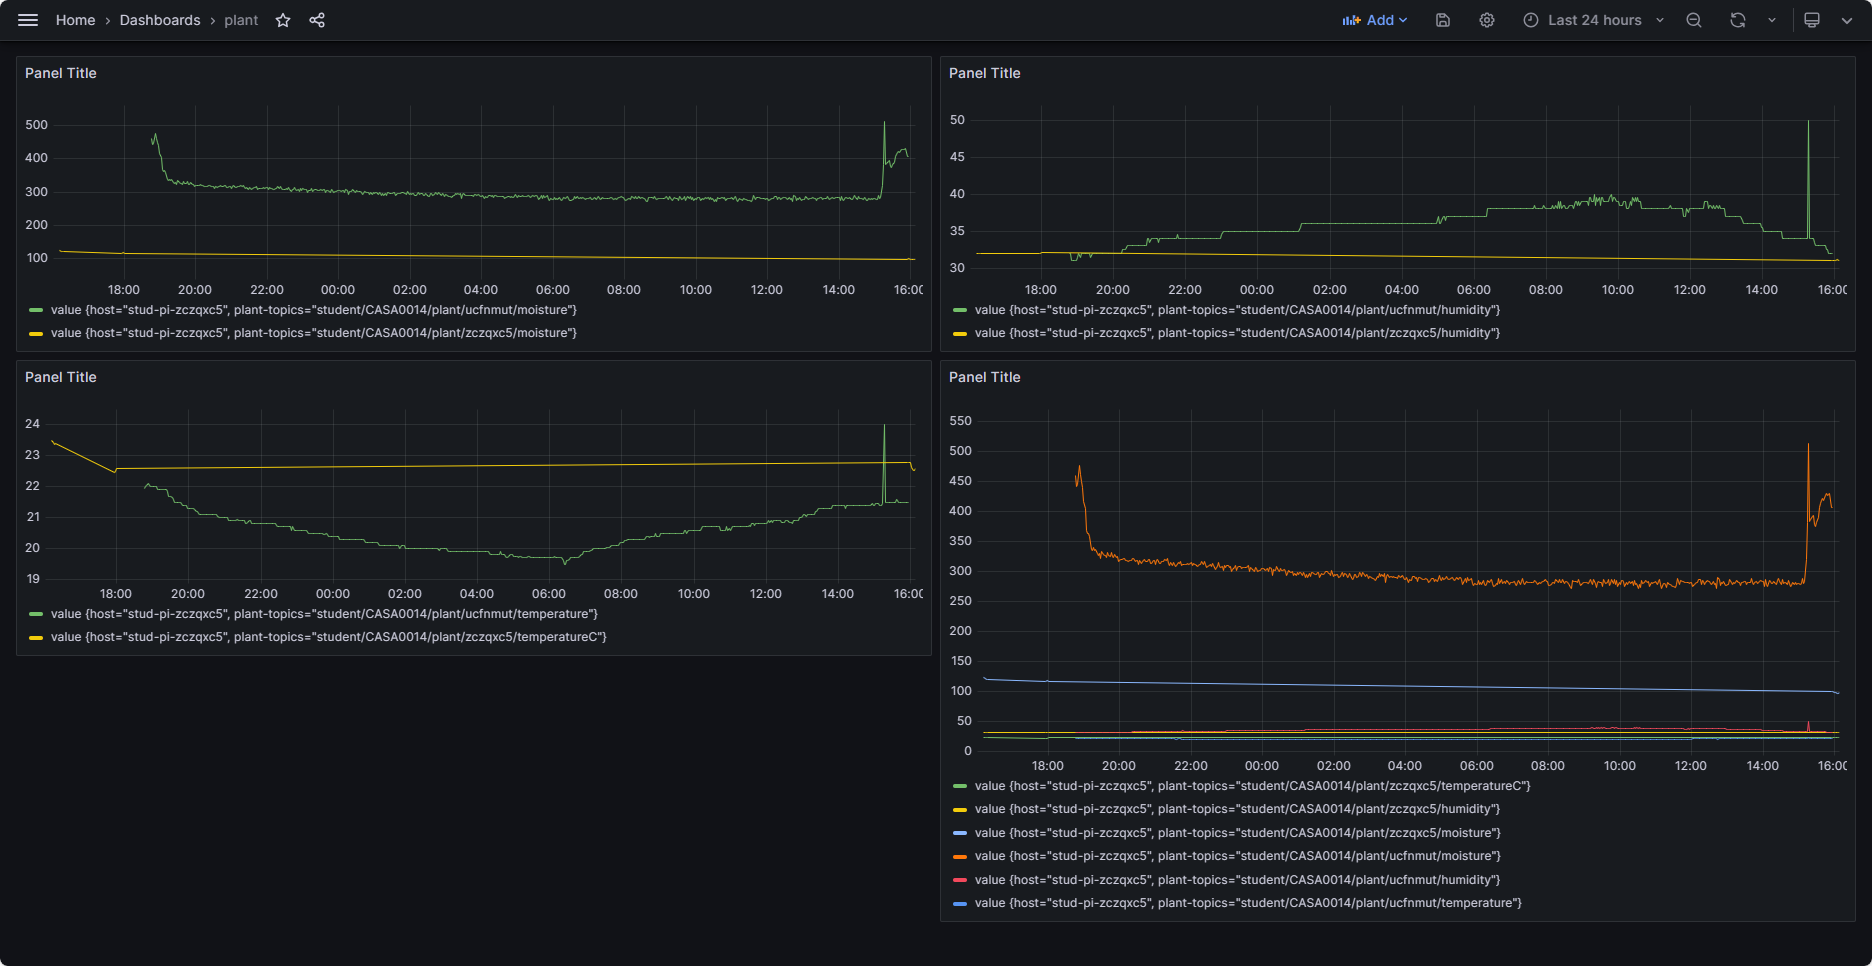 Home › Dashboards › plant
Add
Last 24 hours
Panel Title
500
400
300
200
100
18:00 20:00 22:00 00:00 02:00 04:00 06:00 08:00 10:00 12:00 14:00 16:00
value {host="stud-pi-zczqxc5", plant-topics="student/CASA0014/plant/ucfnmut/moisture"}
value {host="stud-pi-zczqxc5", plant-topics="student/CASA0014/plant/zczqxc5/moisture"}
Panel Title
50
45
40
35
30
18:00 20:00 22:00 00:00 02:00 04:00 06:00 08:00 10:00 12:00 14:00 16:00
value {host="stud-pi-zczqxc5", plant-topics="student/CASA0014/plant/ucfnmut/humidity"}
value {host="stud-pi-zczqxc5", plant-topics="student/CASA0014/plant/zczqxc5/humidity"}
Panel Title
24
23
22
21
20
19
18:00 20:00 22:00 00:00 02:00 04:00 06:00 08:00 10:00 12:00 14:00 16:00
value {host="stud-pi-zczqxc5", plant-topics="student/CASA0014/plant/ucfnmut/temperature"}
value {host="stud-pi-zczqxc5", plant-topics="student/CASA0014/plant/zczqxc5/temperatureC"}
Panel Title
550
500
450
400
350
300
250
200
150
100
50
0
18:00 20:00 22:00 00:00 02:00 04:00 06:00 08:00 10:00 12:00 14:00 16:00
value {host="stud-pi-zczqxc5", plant-topics="student/CASA0014/plant/zczqxc5/temperatureC"}
value {host="stud-pi-zczqxc5", plant-topics="student/CASA0014/plant/zczqxc5/humidity"}
value {host="stud-pi-zczqxc5", plant-topics="student/CASA0014/plant/zczqxc5/moisture"}
value {host="stud-pi-zczqxc5", plant-topics="student/CASA0014/plant/ucfnmut/moisture"}
value {host="stud-pi-zczqxc5", plant-topics="student/CASA0014/plant/ucfnmut/humidity"}
value {host="stud-pi-zczqxc5", plant-topics="student/CASA0014/plant/ucfnmut/temperature"}